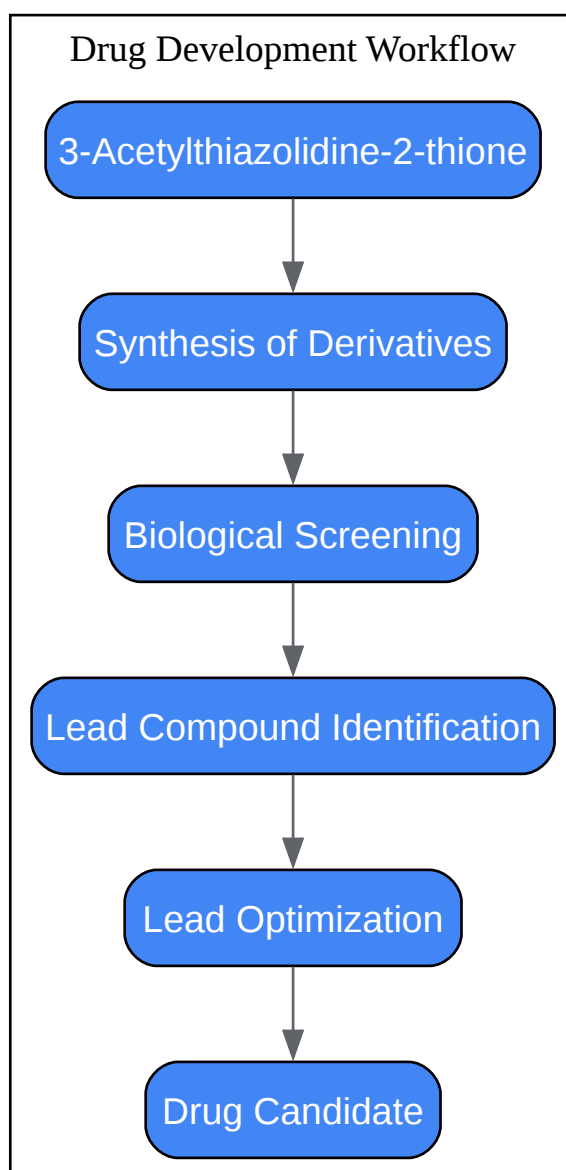 Drug Development Workflow
3-Acetylthiazolidine-2-thione
Synthesis of Derivatives
Biological Screening
Lead Compound Identification
Lead Optimization
Drug Candidate